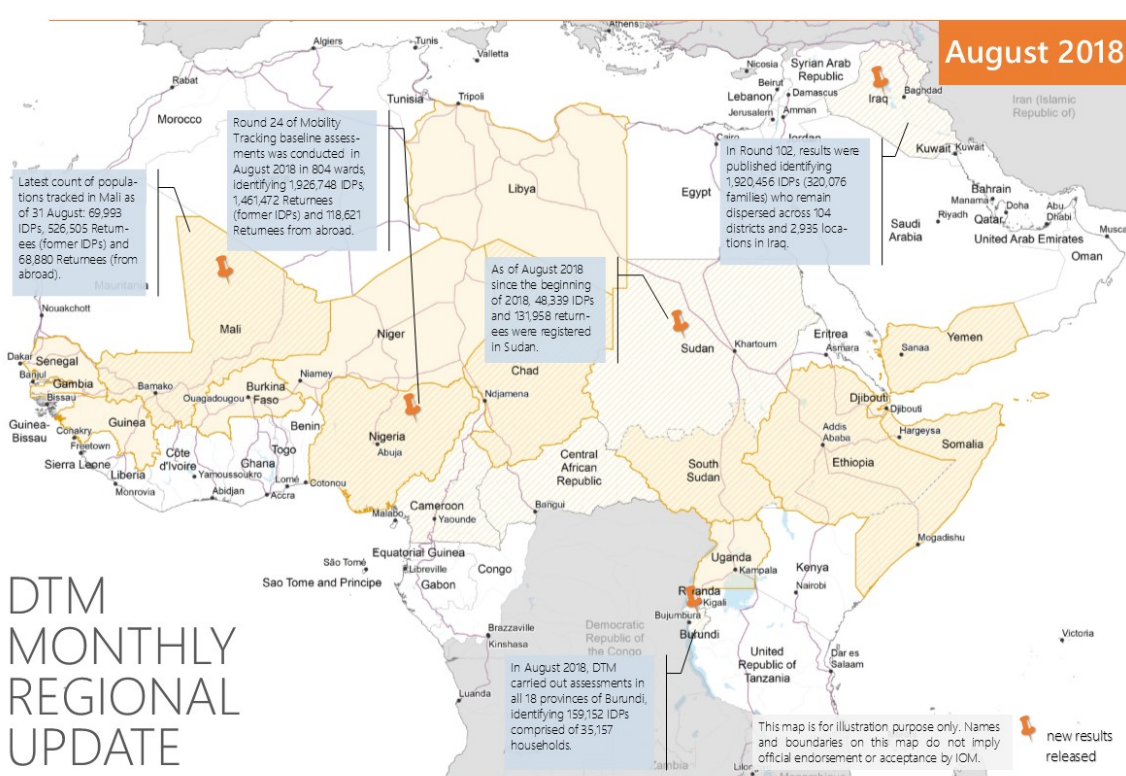 August 2018
Athens
Algiers
Tunis
Valletta
Nicosia
Syrian Arab
Republic
Beirut
Lebanon
Damascus
Jerusalem
Amman
Jordan
Iraq
Baghdad
Iran (Islamic
Republic of)
Rabat
Morocco
Tunisia
Tripoli
Cairo
Kuwait
Kuwait
Round 24 of Mobility
Tracking baseline assess-
ments was conducted in
August 2018 in 804 wards,
identifying 1,926,748 IDPs,
1,461,472 Returnees
(former IDPs) and 118,621
Returnees from abroad.
In Round 102, results were
published identifying
1,920,456 IDPs (320,076
families) who remain
dispersed across 104
districts and 2,935 loca-
tions in Iraq.
Latest count of popula-
tions tracked in Mali as
of 31 August: 69,993
IDPs, 526,505 Return-
ees (former IDPs) and
68,880 Returnees (from
abroad).
Libya
Egypt
Bahrain
Manama
Doha
Qatar
Abu
Dhabi
Riyadh
Saudi
Arabia
United Arab Emirates
Musca
Oman
As of August 2018
since the beginning
of 2018, 48,339 IDPs
and 131,958 return-
ees were registered
in Sudan.
Mauritania
Nouakchott
Mali
Niger
Chad
Sudan
Khartoum
Eritrea
Asmara
Yemen
Sanaa
Dakar
Senegal
Banjul
Gambia
Bissau
Guinea-
Bissau
Bamako
Burkina
Faso
Ouagadougou
Niamey
Ndjamena
Djibouti
Djibouti
Guinea
Conakry
Freetown
Sierra Leone
Liberia
Monrovia
Côte
d'Ivoire
Yamoussoukro
Abidjan
Ghana
Accra
Togo
Lomé
Benin
Cotonou
Nigeria
Abuja
Addis
Ababa
Hargeysa
Ethiopia
Somalia
Central
African
Republic
South
Sudan
Cameroon
Malabo
Yaounde
Bangui
Mogadishu
Equatorial Guinea
São Tomé
Libreville
Sao Tome and Principe
Gabon
Congo
Uganda
Kampala
Kenya
Nairobi
Rwanda
Kigali
Bujumbura
Burundi
Brazzaville
Kinshasa
Democratic
Republic of
the Congo
United
Republic of
Tanzania
Dar es
Salaam
Victoria
Luanda
Zambia
Lilon
Mozambique
DTM
MONTHLY
REGIONAL
UPDATE
In August 2018, DTM
carried out assessments in
all 18 provinces of Burundi,
identifying 159,152 IDPs
comprised of 35,157
households.
This map is for illustration purpose only. Names
and boundaries on this map do not imply
official endorsement or acceptance by IOM.
new results
released